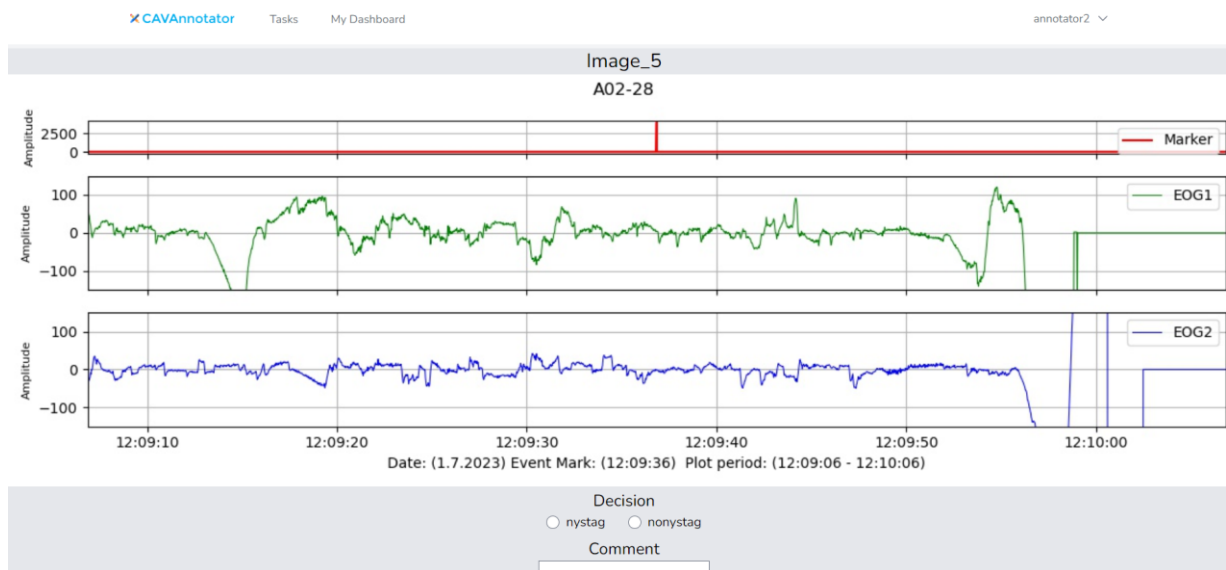 CAVAnnotator Tasks My Dashboard annotator2
Image_5
A02-28
Amplitude
2500
0
Marker
Amplitude
100
0
−100
EOG1
Amplitude
100
0
−100
EOG2
12:09:10 12:09:20 12:09:30 12:09:40 12:09:50 12:10:00
Date: (1.7.2023) Event Mark: (12:09:36) Plot period: (12:09:06 - 12:10:06)
Decision
nystag nonystag
Comment